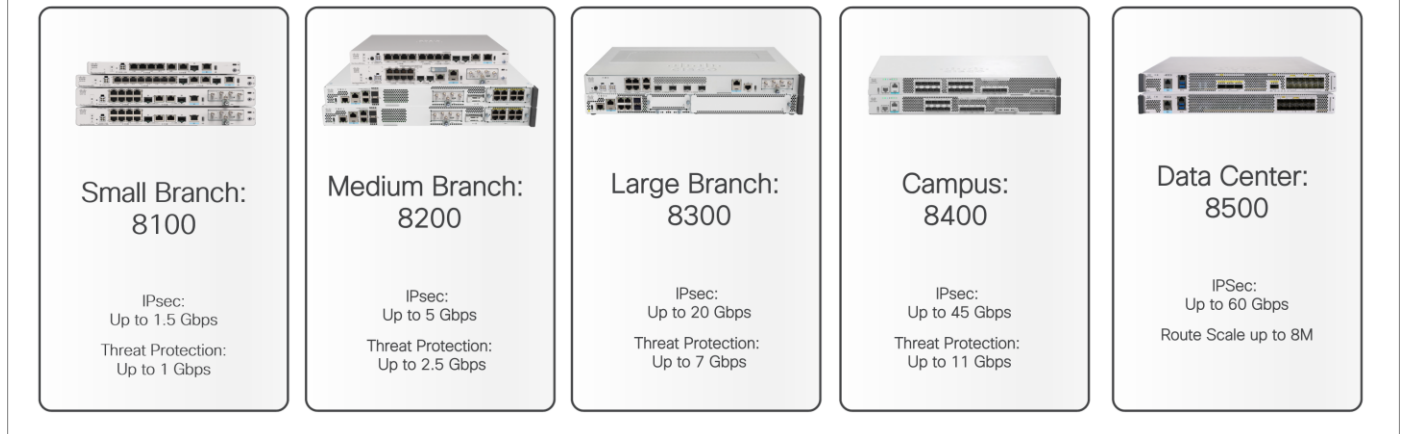 Small Branch:
8100
IPsec:
Up to 1.5 Gbps
Threat Protection:
Up to 1 Gbps
Medium Branch:
8200
IPsec:
Up to 5 Gbps
Threat Protection:
Up to 2.5 Gbps
Large Branch:
8300
IPsec:
Up to 20 Gbps
Threat Protection:
Up to 7 Gbps
Campus:
8400
IPsec:
Up to 45 Gbps
Threat Protection:
Up to 11 Gbps
Data Center:
8500
IPSec:
Up to 60 Gbps
Route Scale up to 8M